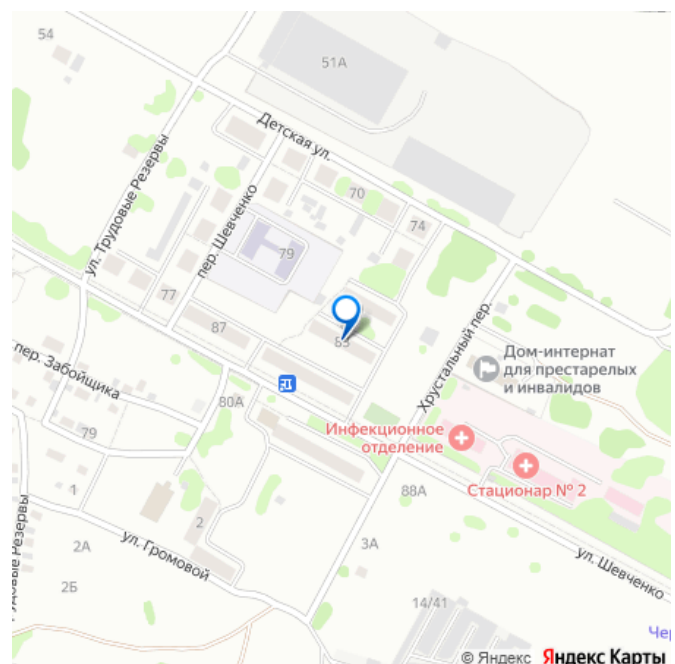 54
51А
Детская ул.
ул. Трудовые Резервы
70
пер. Шевченко
74
79
77
87
85
Хрустальный пер.
пер. Забойщика
Дом-интернат
для престарелых
и инвалидов
80А
79
Инфекционное
отделение
Стационар № 2
1
88А
2
ул. Громовой
3А
2А
2Б
ул. Шевченко
14/41
© Яндекс Яндекс Карты